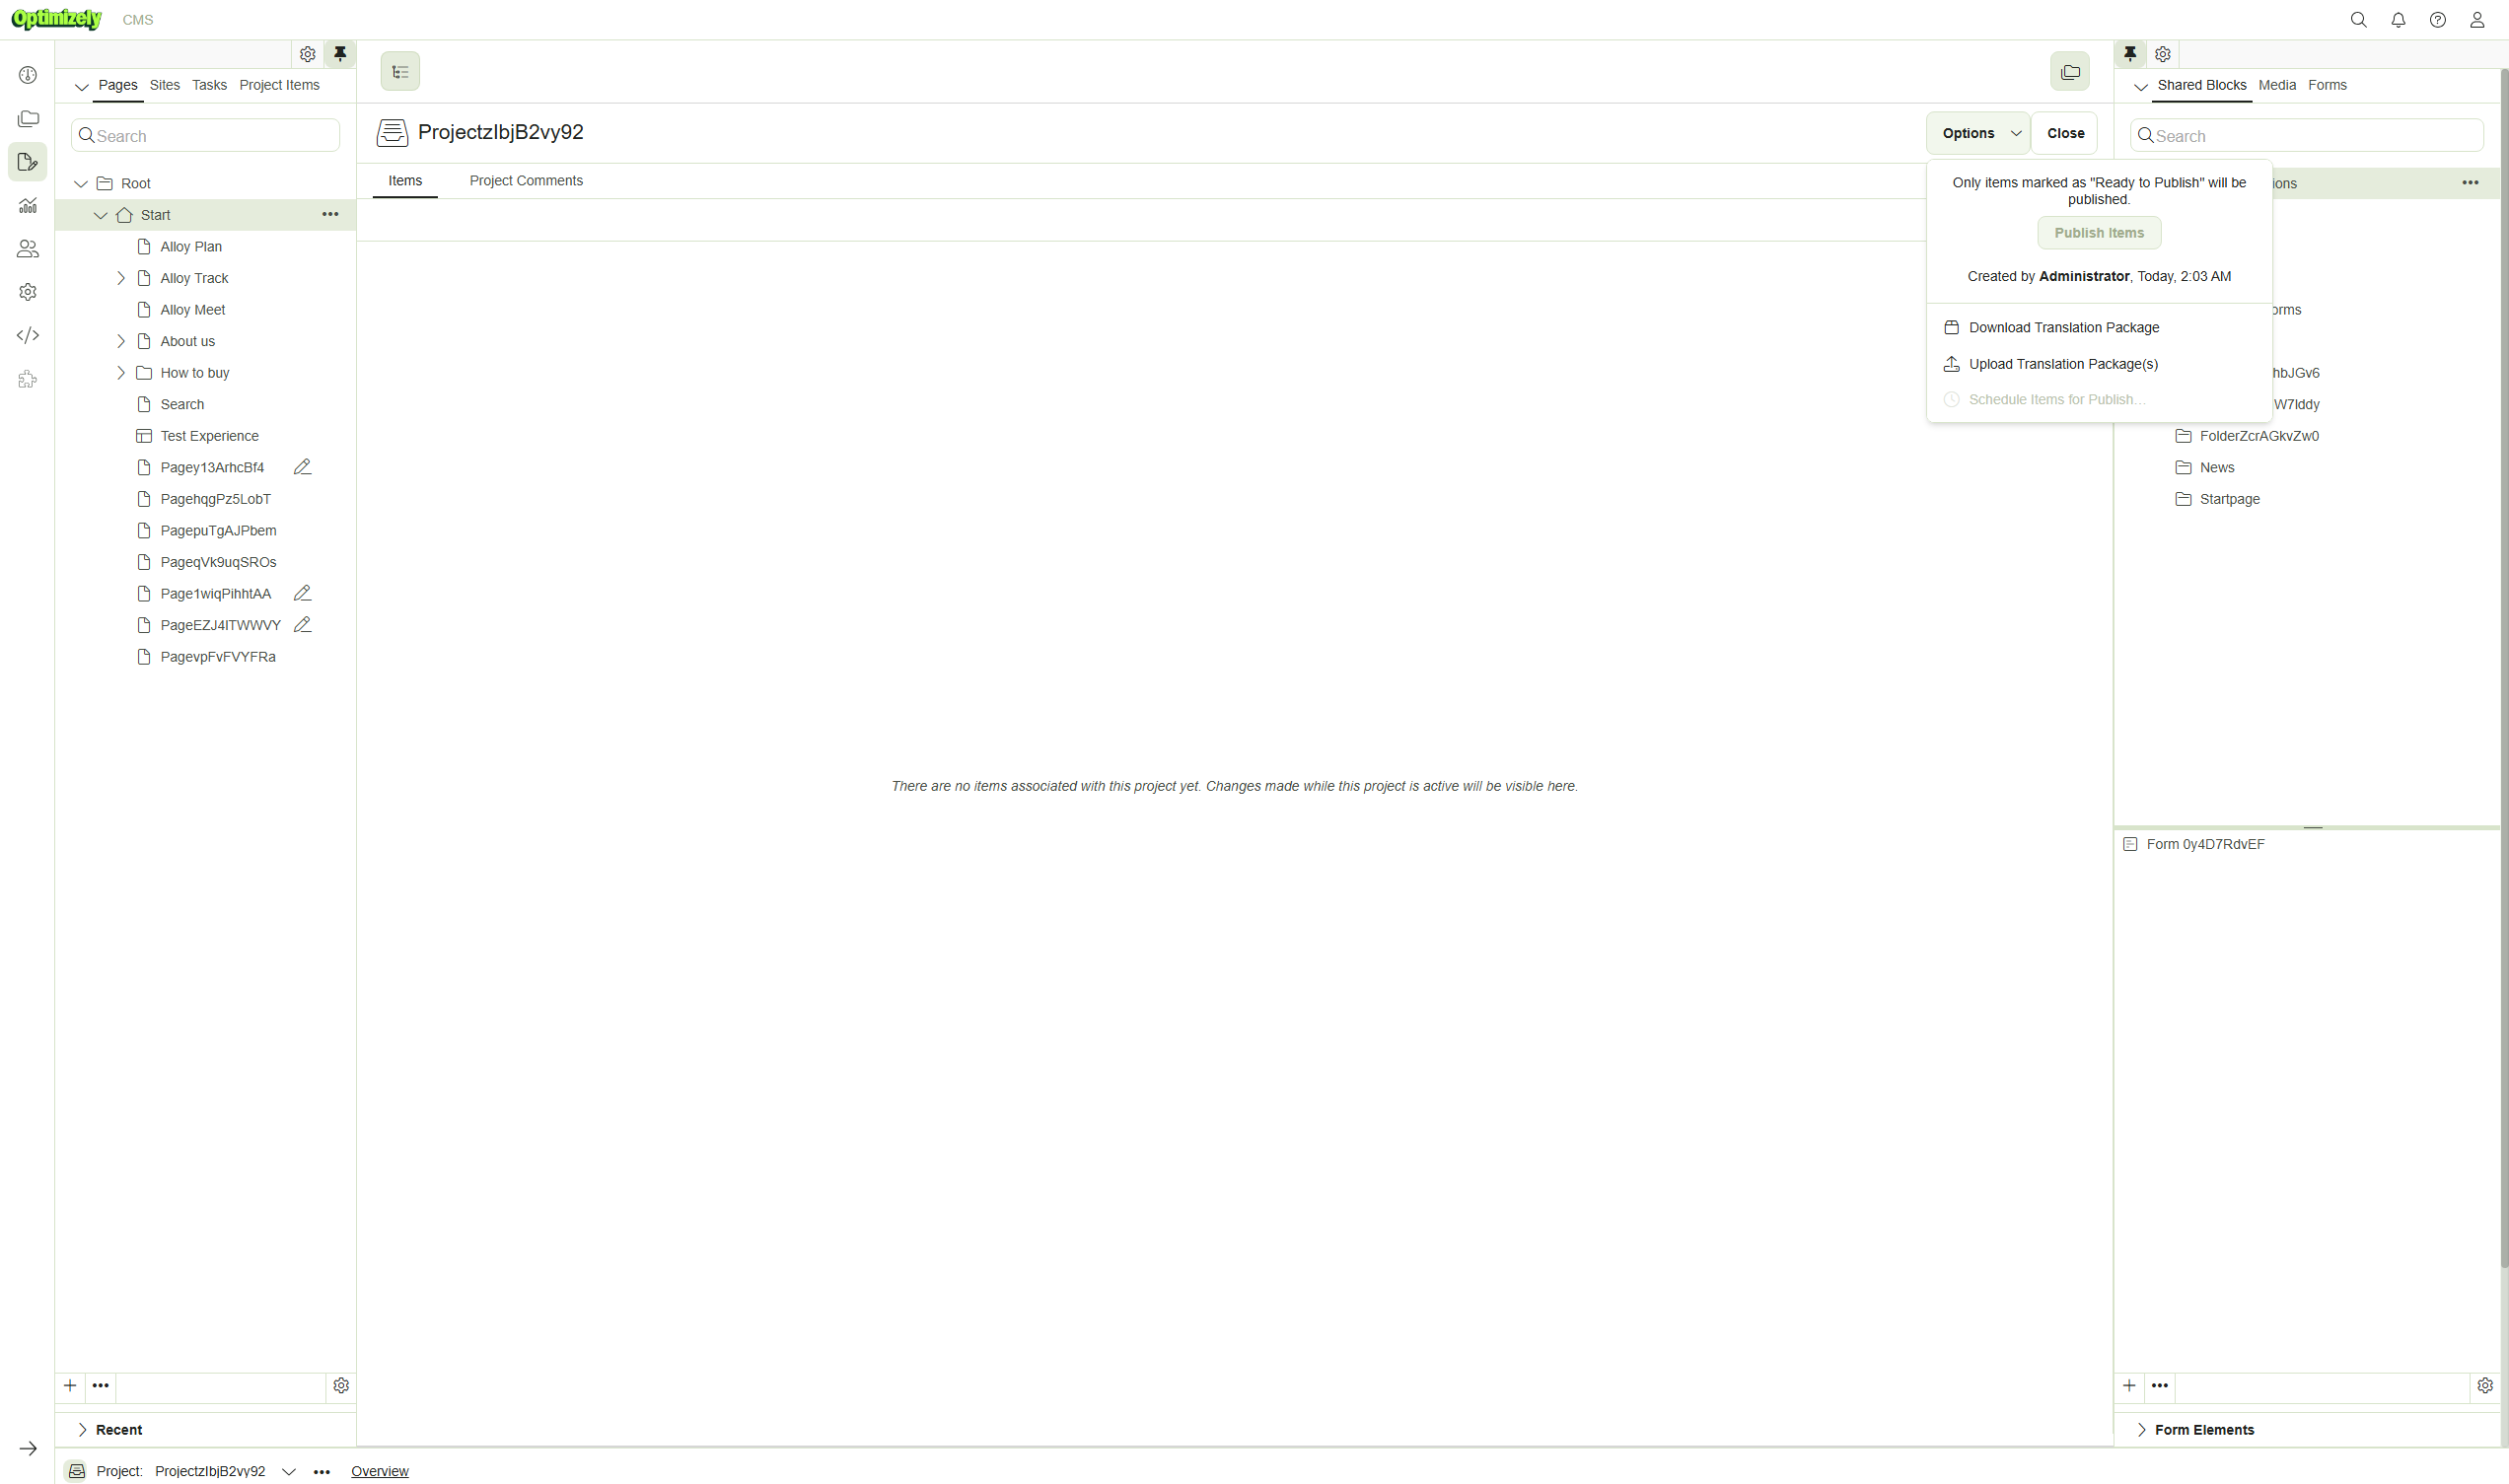 Optimizely CMS
Pages Sites Tasks Project Items
Search
Root
Start
Alloy Plan
Alloy Track
Alloy Meet
About us
How to buy
Search
Test Experience
Pagey13ArhcBf4
PagehqgPz5LobT
PagepuTgAJPbem
PageqVk9uqSROs
Page1wiqPihhtAA
PageEZJ4ITWWVY
PagevpFvFVYFRa
Recent
ProjectzIbjB2vy92
Options
Close
Items Project Comments
Only items marked as "Ready to Publish" will be
published.
Publish Items
Created by Administrator, Today, 2:03 AM
Download Translation Package
Upload Translation Package(s)
Schedule Items for Publish...
There are no items associated with this project yet. Changes made while this project is active will be visible here.
Shared Blocks Media Forms
Search
ions
orms
hbJGv6
W7lddy
FolderZcrAGkvZw0
News
Startpage
Form 0y4D7RdvEF
Form Elements
Project: ProjectzIbjB2vy92 Overview